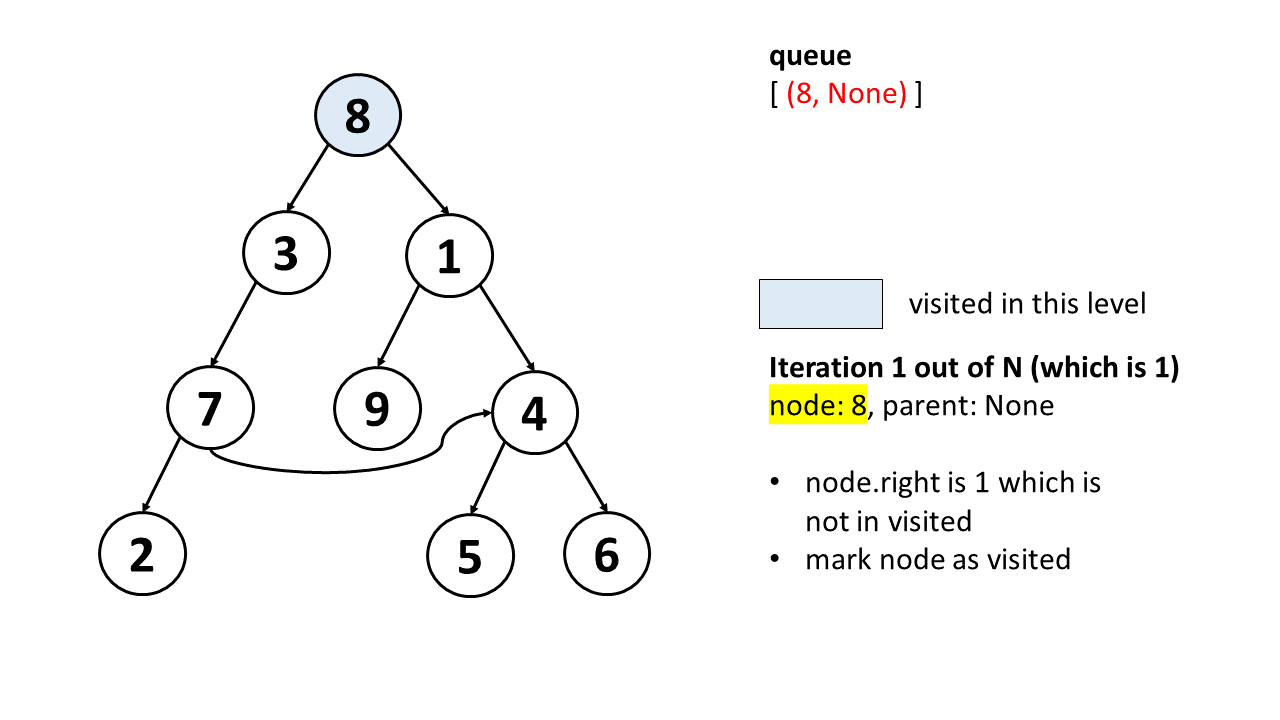 queue
[ (8, None) ]
8
3
1
visited in this level
Iteration 1 out of N (which is 1)
node: 8, parent: None
7
9
4
node.right is 1 which is
not in visited
mark node as visited
2
5
6